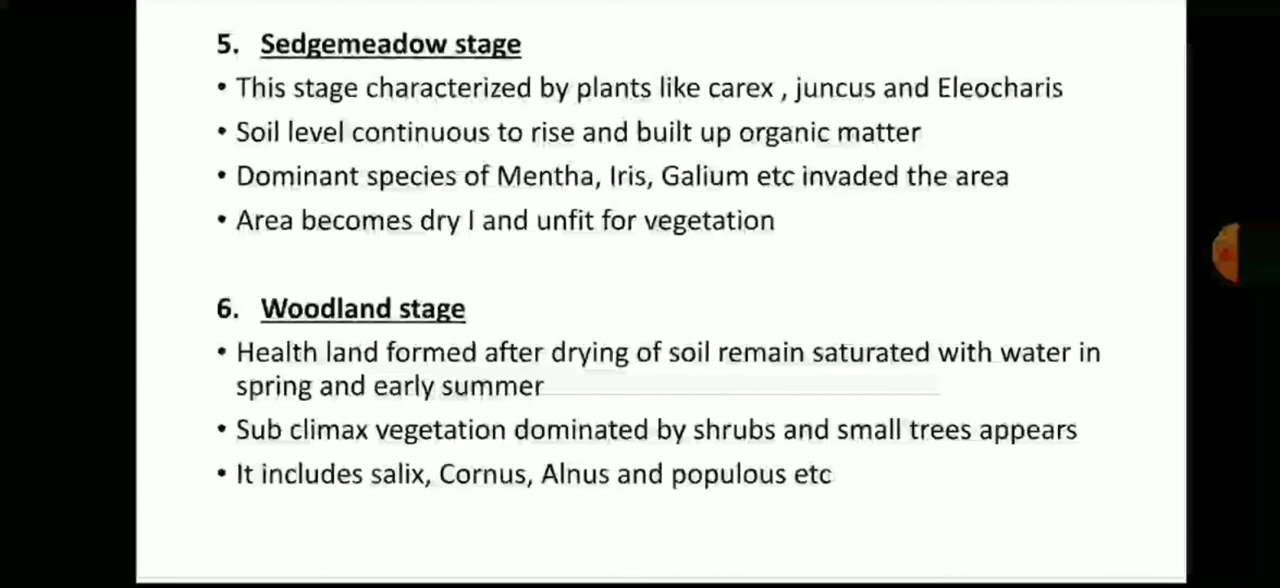 5. Sedgemeadow stage
• This stage characterized by plants like carex , juncus and Eleocharis
• Soil level continuous to rise and built up organic matter
• Dominant species of Mentha, Iris, Galium etc invaded the area
• Area becomes dry l and unfit for vegetation
6. Woodland stage
• Health land formed after drying of soil remain saturated with water in
spring and early summer
• Sub climax vegetation dominated by shrubs and small trees appears
• It includes salix, Cornus, Alnus and populous etc